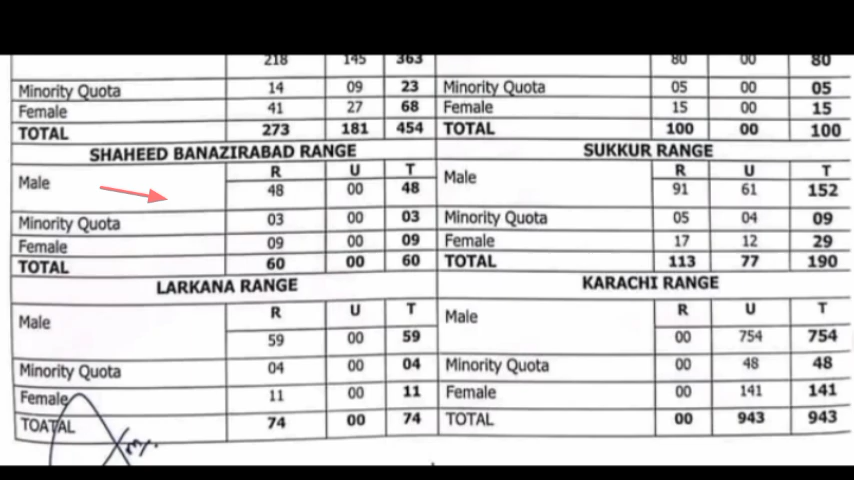 218 145 363 80 00 80
Minority Quota 14 09 23 Minority Quota 05 00 05
Female 41 27 68 Female 15 00 15
TOTAL 273 181 454 TOTAL 100 00 100
SHAHEED BANAZIRABAD RANGE SUKKUR RANGE
Male R U T Male R U T
48 00 48 91 61 152
Minority Quota 03 00 03 Minority Quota 05 04 09
Female 09 00 09 Female 17 12 29
TOTAL 60 00 60 TOTAL 113 77 190
LARKANA RANGE KARACHI RANGE
Male R U T Male R U T
59 00 59 00 754 754
Minority Quota 04 00 04 Minority Quota 00 48 48
Female 11 00 11 Female 00 141 141
TOATAL 74 00 74 TOTAL 00 943 943